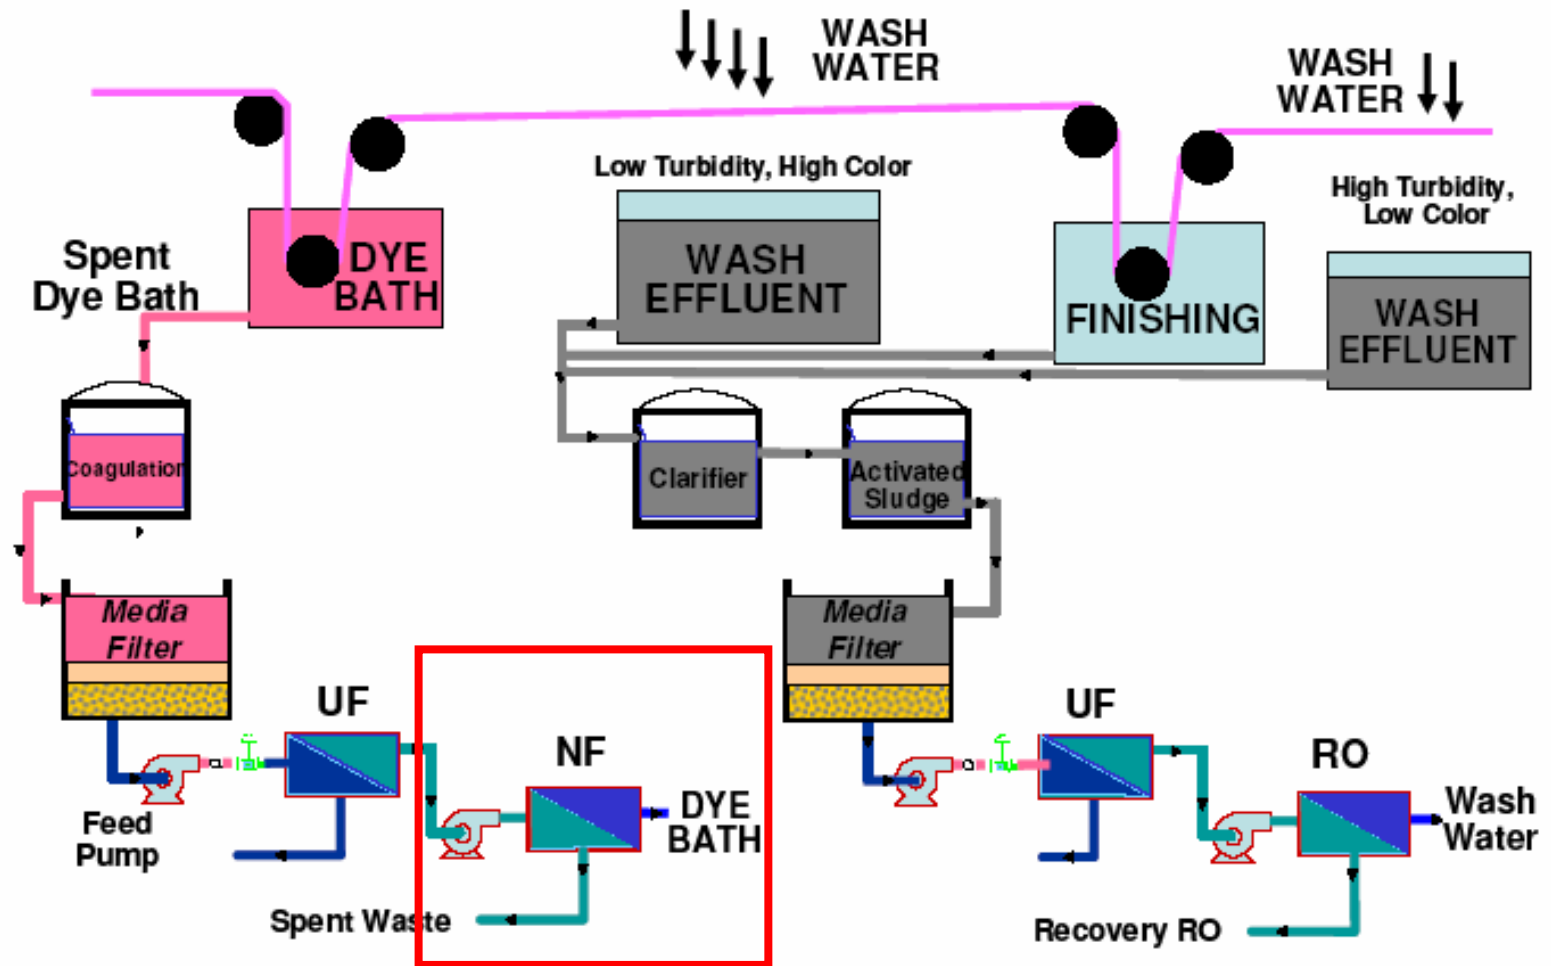 WASH
WATER
WASH
WATER
Low Turbidity, High Color
High Turbidity,
Low Color
Spent
Dye Bath
DYE
BATH
WASH
EFFLUENT
FINISHING
WASH
EFFLUENT
Coagulation
Clarifier
Activated
Sludge
Media
Filter
Media
Filter
UF
NF
UF
RO
Feed
Pump
DYE
BATH
Wash
Water
Spent Waste
Recovery RO